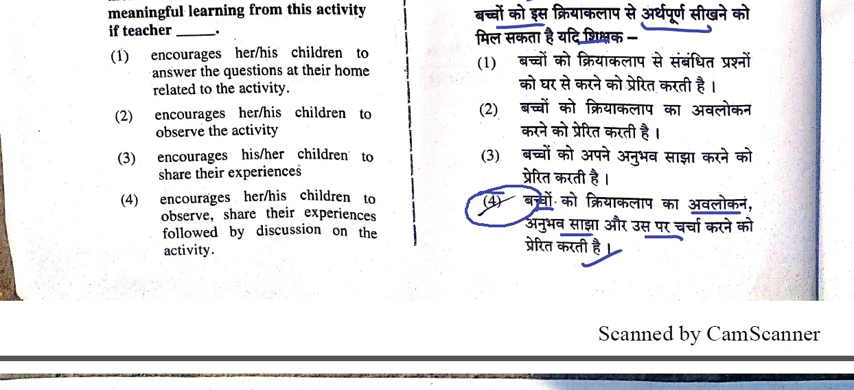 meaningful learning from this activity
if teacher _____.
(1) encourages her/his children to
answer the questions at their home
related to the activity.
(2) encourages her/his children to
observe the activity
(3) encourages his/her children to
share their experiences
(4) encourages her/his children to
observe, share their experiences
followed by discussion on the
activity.
बच्चों को इस क्रियाकलाप से अर्थपूर्ण सीखने को
मिल सकता है यदि शिक्षक –
(1) बच्चों को क्रियाकलाप से संबंधित प्रश्नों
को घर से करने को प्रेरित करती है ।
(2) बच्चों को क्रियाकलाप का अवलोकन
करने को प्रेरित करती है ।
(3) बच्चों को अपने अनुभव साझा करने को
प्रेरित करती है ।
(4) बच्चों को क्रियाकलाप का अवलोकन,
अनुभव साझा और उस पर चर्चा करने को
प्रेरित करती है ।
Scanned by CamScanner